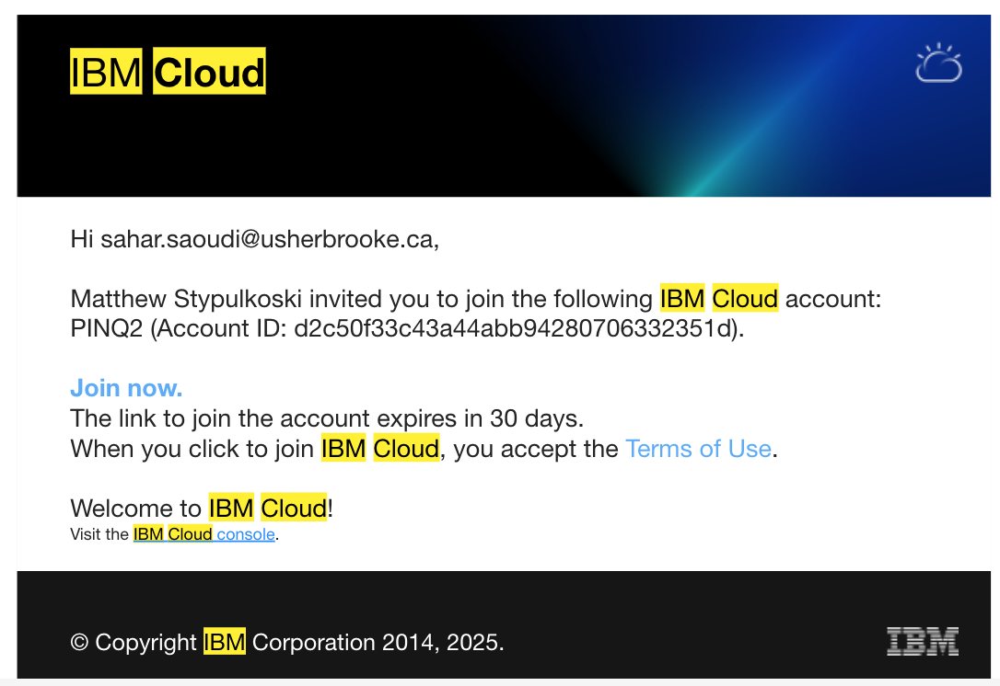 IBM Cloud
Hi sahar.saoudi@usherbrooke.ca,
Matthew Stypulkoski invited you to join the following IBM Cloud account:
PINQ2 (Account ID: d2c50f33c43a44abb94280706332351d).
Join now.
The link to join the account expires in 30 days.
When you click to join IBM Cloud, you accept the Terms of Use.
Welcome to IBM Cloud!
Visit the IBM Cloud console.
© Copyright IBM Corporation 2014, 2025.
IBM